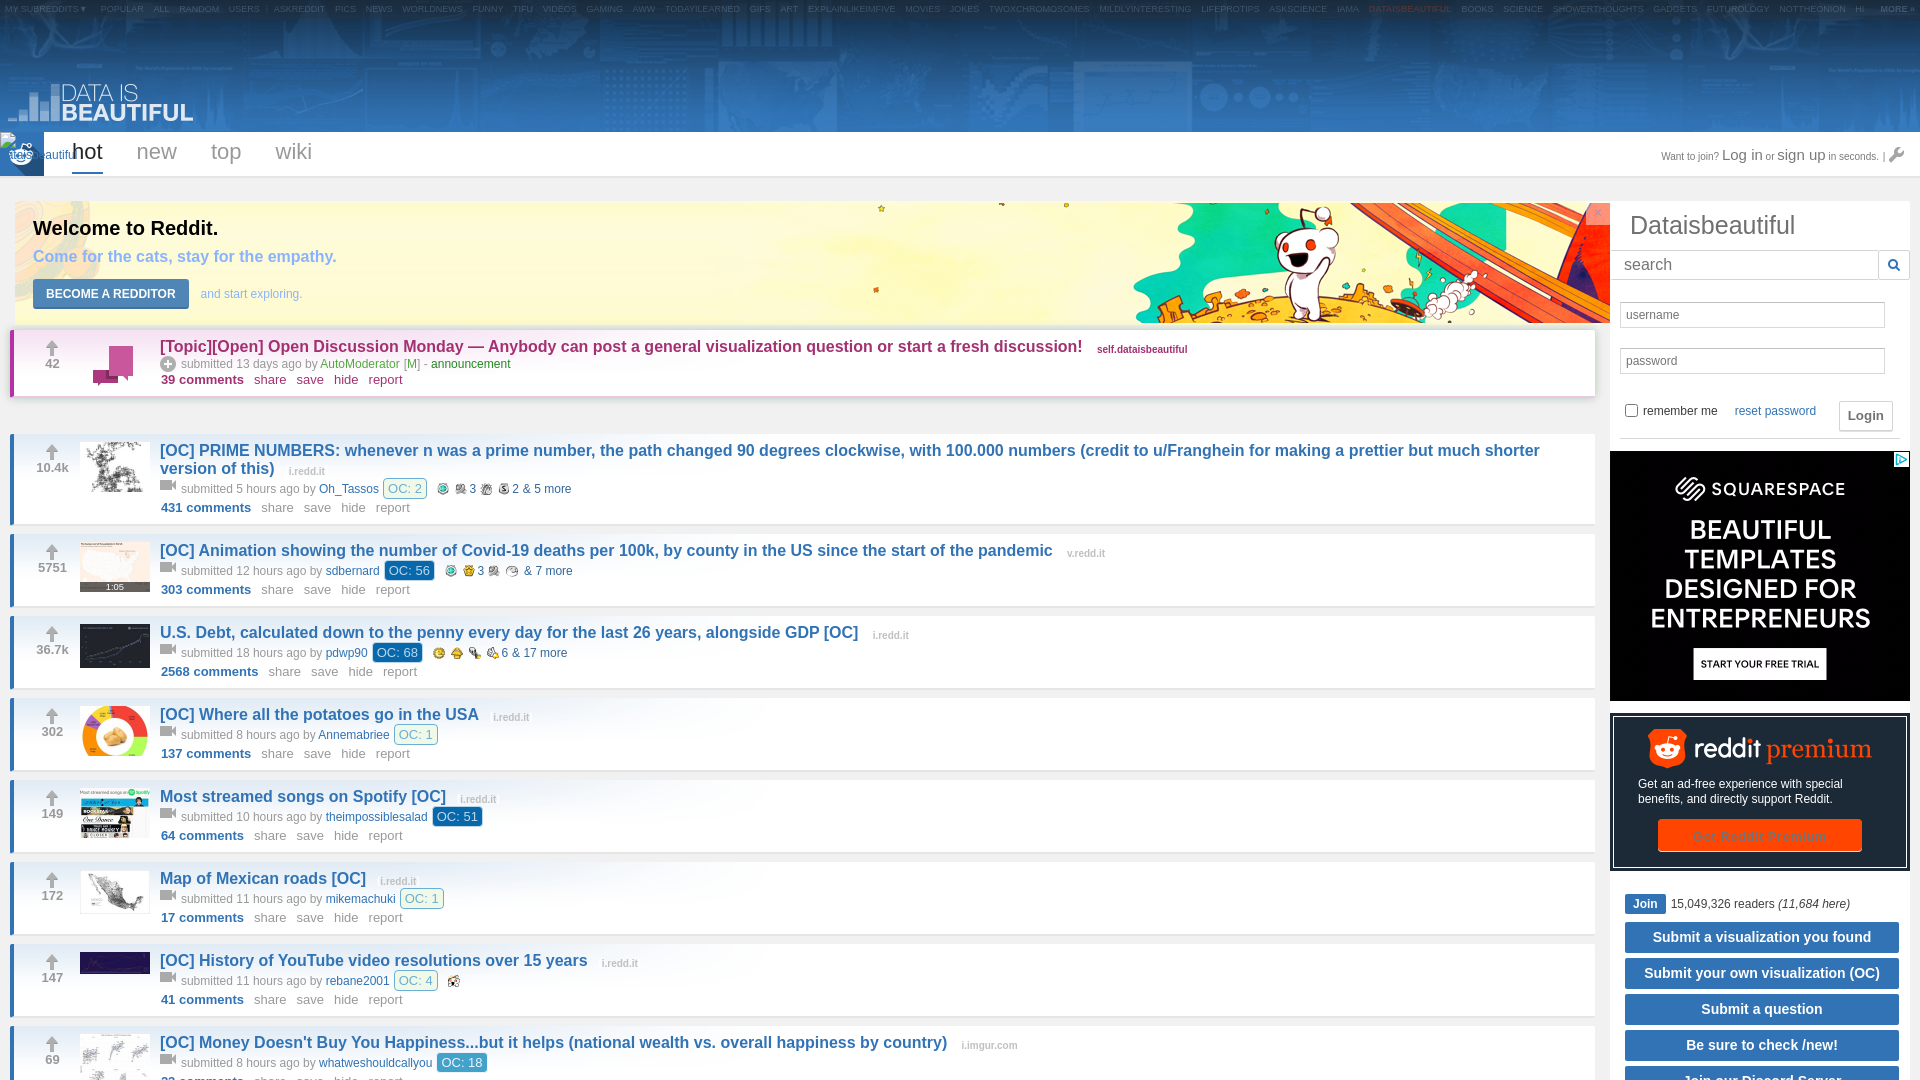 MY SUBREDDITS ▾ POPULAR ALL RANDOM USERS | ASKREDDIT PICS NEWS WORLDNEWS FUNNY TIFU VIDEOS GAMING AWW TODAYILEARNED GIFS ART EXPLAINLIKEIMFIVE MOVIES JOKES TWOXCHROMOSOMES MILDLYINTERESTING LIFEPROTIPS ASKSCIENCE IAMA DATAISBEAUTIFUL BOOKS SCIENCE SHOWERTHOUGHTS GADGETS FUTUROLOGY NOTTHEONION HI MORE »
DATA IS
BEAUTIFUL
hot new top wiki
Want to join? Log in or sign up in seconds. |
Welcome to Reddit.
Come for the cats, stay for the empathy.
BECOME A REDDITOR and start exploring.
×
42
[Topic][Open] Open Discussion Monday — Anybody can post a general visualization question or start a fresh discussion! self.dataisbeautiful
submitted 13 days ago by AutoModerator [M] - announcement
39 comments share save hide report
10.4k
[OC] PRIME NUMBERS: whenever n was a prime number, the path changed 90 degrees clockwise, with 100.000 numbers (credit to u/Franghein for making a prettier but much shorter
version of this) i.redd.it
submitted 5 hours ago by Oh_Tassos OC: 2 3 2 & 5 more
431 comments share save hide report
5751
1:05
[OC] Animation showing the number of Covid-19 deaths per 100k, by county in the US since the start of the pandemic v.redd.it
submitted 12 hours ago by sdbernard OC: 56 3 & 7 more
303 comments share save hide report
36.7k
U.S. Debt, calculated down to the penny every day for the last 26 years, alongside GDP [OC] i.redd.it
submitted 18 hours ago by pdwp90 OC: 68 6 & 17 more
2568 comments share save hide report
302
[OC] Where all the potatoes go in the USA i.redd.it
submitted 8 hours ago by Annemabriee OC: 1
137 comments share save hide report
149
Most streamed songs on Spotify [OC] i.redd.it
submitted 10 hours ago by theimpossiblesalad OC: 51
64 comments share save hide report
172
Map of Mexican roads [OC] i.redd.it
submitted 11 hours ago by mikemachuki OC: 1
17 comments share save hide report
147
[OC] History of YouTube video resolutions over 15 years i.redd.it
submitted 11 hours ago by rebane2001 OC: 4
41 comments share save hide report
69
[OC] Money Doesn't Buy You Happiness...but it helps (national wealth vs. overall happiness by country) i.imgur.com
submitted 8 hours ago by whatweshouldcallyou OC: 18
Dataisbeautiful
search
username
password
remember me reset password Login
SQUARESPACE
BEAUTIFUL
TEMPLATES
DESIGNED FOR
ENTREPRENEURS
START YOUR FREE TRIAL
reddit premium
Get an ad-free experience with special
benefits, and directly support Reddit.
Get Reddit Premium
Join 15,049,326 readers (11,684 here)
Submit a visualization you found
Submit your own visualization (OC)
Submit a question
Be sure to check /new!
Join our Discord Server